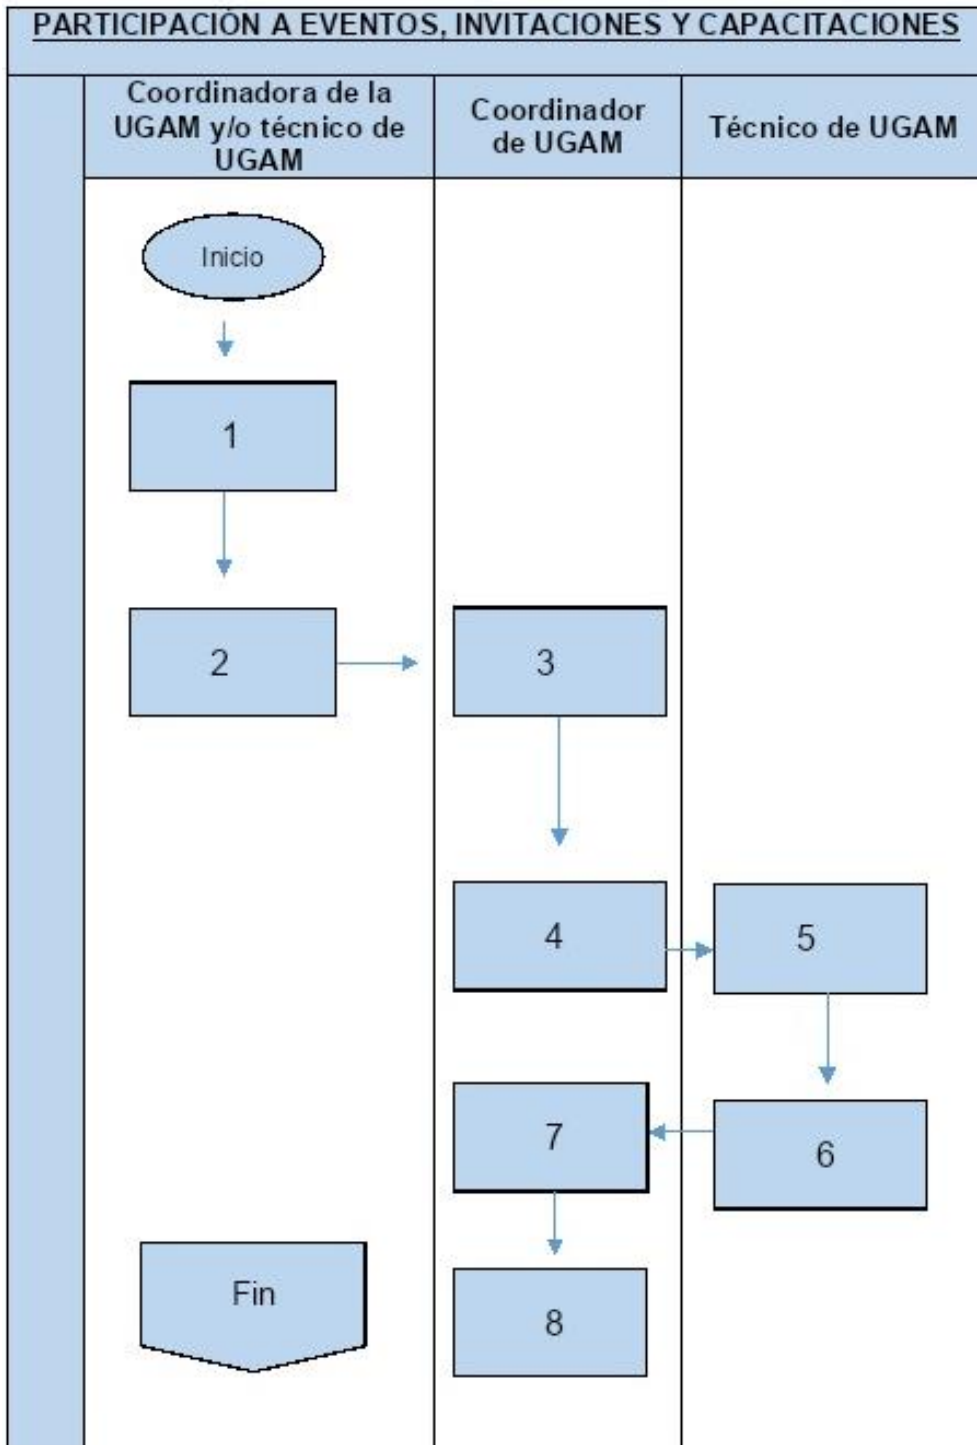 PARTICIPACIÓN A EVENTOS, INVITACIONES Y CAPACITACIONES
Coordinadora de la
UGAM y/o técnico de
UGAM
Coordinador
de UGAM
Técnico de UGAM
Inicio
1
2
3
4
5
6
7
8
Fin